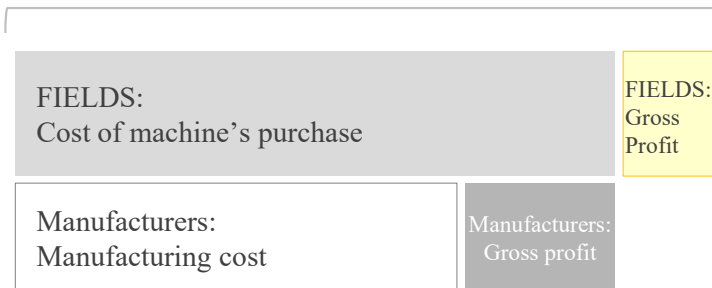 FIELDS:
Cost of machine’s purchase
FIELDS:
Gross
Profit
Manufacturers:
Manufacturing cost
Manufacturers:
Gross profit